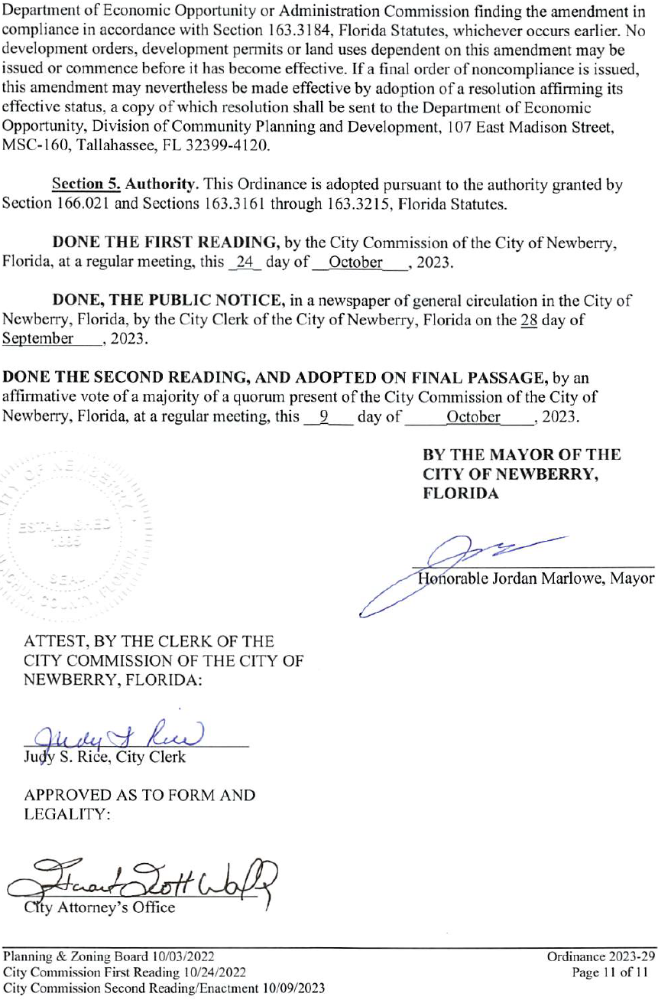 Department of Economic Opportunity or Administration Commission finding the amendment in
compliance in accordance with Section 163.3184, Florida Statutes, whichever occurs earlier. No
development orders, development permits or land uses dependent on this amendment may be
issued or commence before it has become effective. If a final order of noncompliance is issued,
this amendment may nevertheless be made effective by adoption of a resolution affirming its
effective status, a copy of which resolution shall be sent to the Department of Economic
Opportunity, Division of Community Planning and Development, 107 East Madison Street,
MSC-160, Tallahassee, FL 32399-4120.
Section 5. Authority. This Ordinance is adopted pursuant to the authority granted by
Section 166.021 and Sections 163.3161 through 163.3215, Florida Statutes.
DONE THE FIRST READING, by the City Commission of the City of Newberry,
Florida, at a regular meeting, this 24 day of October, 2023.
DONE, THE PUBLIC NOTICE, in a newspaper of general circulation in the City of
Newberry, Florida, by the City Clerk of the City of Newberry, Florida on the 28 day of
September, 2023.
DONE THE SECOND READING, AND ADOPTED ON FINAL PASSAGE, by an
affirmative vote of a majority of a quorum present of the City Commission of the City of
Newberry, Florida, at a regular meeting, this 9 day of October, 2023.
BY THE MAYOR OF THE
CITY OF NEWBERRY,
FLORIDA
CITY OF NEWBERRY
ESTABLISHED
1895
SEAL
ALACHUA COUNTY, FLORIDA
Honorable Jordan Marlowe, Mayor
ATTEST, BY THE CLERK OF THE
CITY COMMISSION OF THE CITY OF
NEWBERRY, FLORIDA:
Judy S Rice
Judy S. Rice, City Clerk
APPROVED AS TO FORM AND
LEGALITY:
Scott
City Attorney's Office
Planning & Zoning Board 10/03/2022
City Commission First Reading 10/24/2022
City Commission Second Reading/Enactment 10/09/2023
Ordinance 2023-29
Page 11 of 11